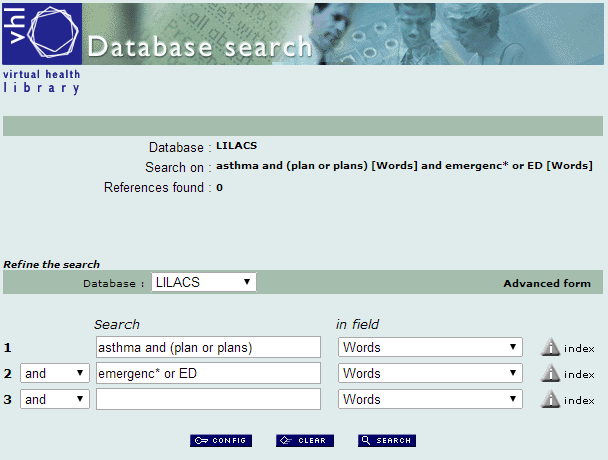 vhl
Database search
virtual health
library
Database : LILACS
Search on : asthma and (plan or plans) [Words] and emergenc* or ED [Words]
References found : 0
Refine the search
Database : LILACS Advanced form
Search in field
1 asthma and (plan or plans) Words index
2 and emergenc* or ED Words index
3 and Words index
CONFIG CLEAR SEARCH